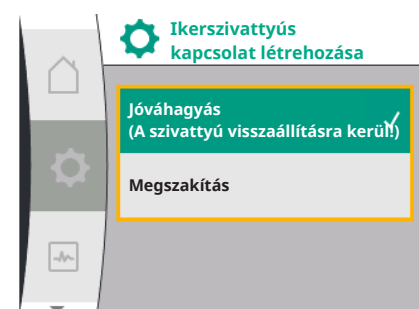 Ikerszivattyús
kapcsolat létrehozása
Jóváhagyás
(A szivattyú visszaállításra kerül!)
Megszakítás